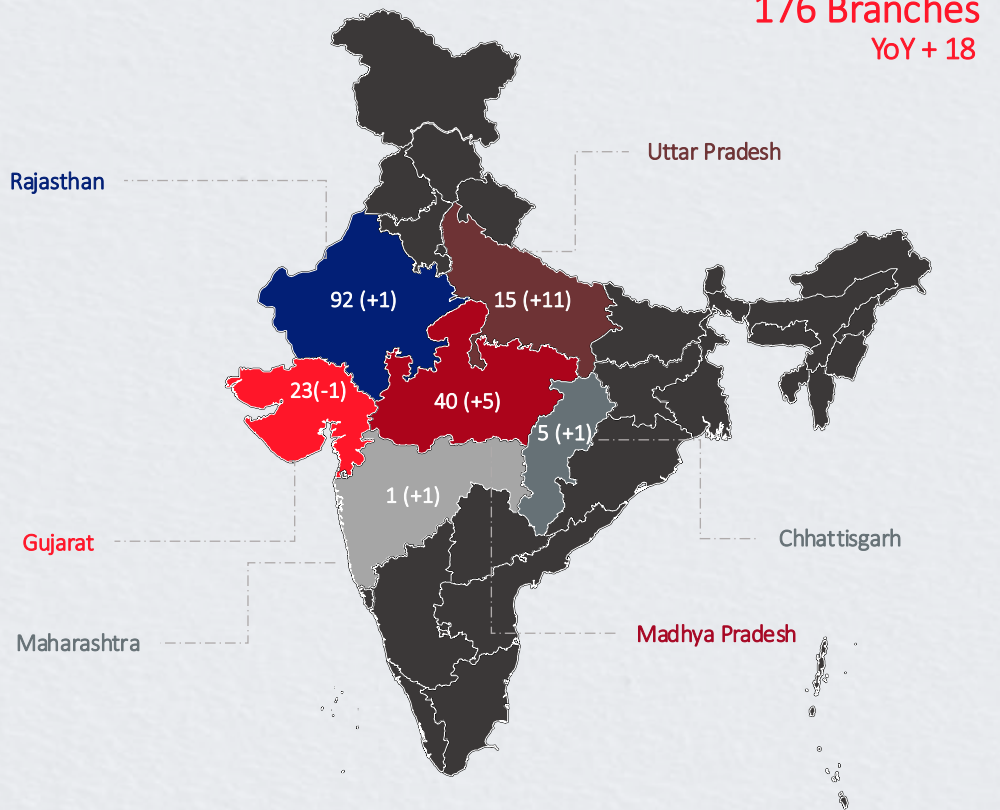 176 Branches
YoY + 18
Uttar Pradesh
Rajasthan
92 (+1)
15 (+11)
23(-1)
40 (+5)
5 (+1)
1 (+1)
Gujarat
Chhattisgarh
Maharashtra
Madhya Pradesh